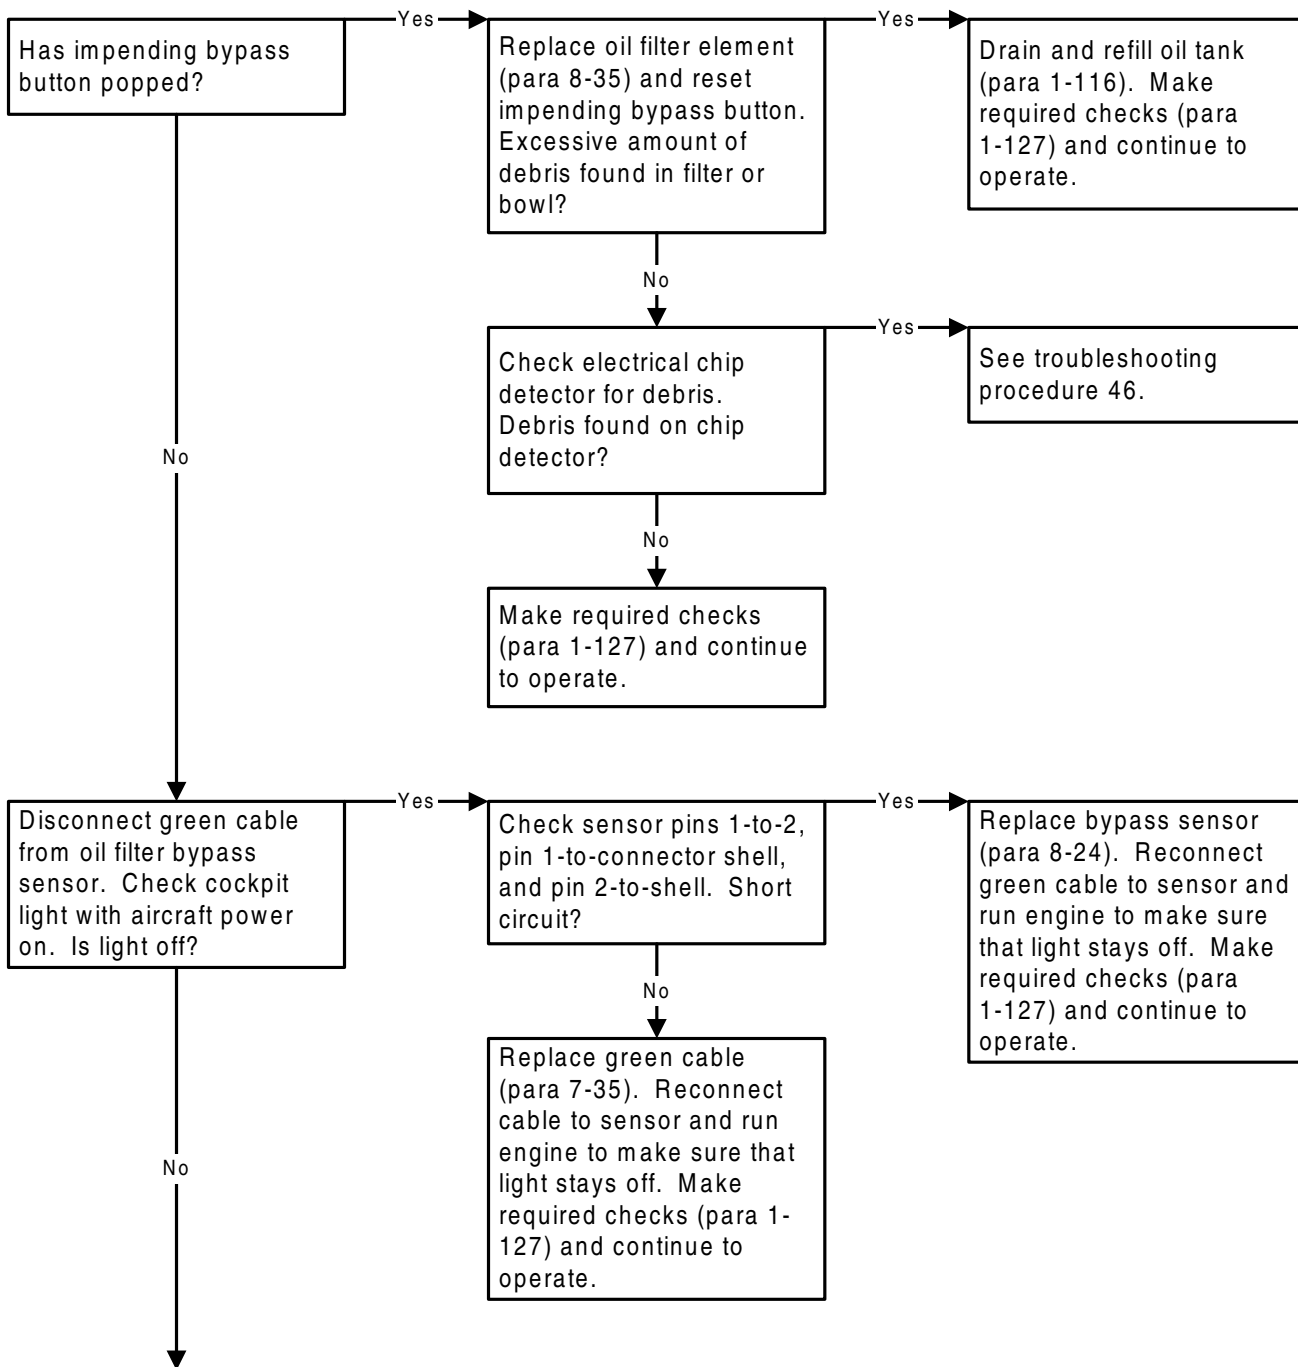 Has impending bypass
button popped?
Yes
Replace oil filter element
(para 8-35) and reset
impending bypass button.
Excessive amount of
debris found in filter or
bowl?
Yes
Drain and refill oil tank
(para 1-116). Make
required checks (para
1-127) and continue to
operate.
No
Check electrical chip
detector for debris.
Debris found on chip
detector?
Yes
See troubleshooting
procedure 46.
No
No
Make required checks
(para 1-127) and continue
to operate.
Disconnect green cable
from oil filter bypass
sensor. Check cockpit
light with aircraft power
on. Is light off?
Yes
Check sensor pins 1-to-2,
pin 1-to-connector shell,
and pin 2-to-shell. Short
circuit?
Yes
Replace bypass sensor
(para 8-24). Reconnect
green cable to sensor and
run engine to make sure
that light stays off. Make
required checks (para
1-127) and continue to
operate.
No
Replace green cable
(para 7-35). Reconnect
cable to sensor and run
engine to make sure that
light stays off. Make
required checks (para 1-
127) and continue to
operate.
No